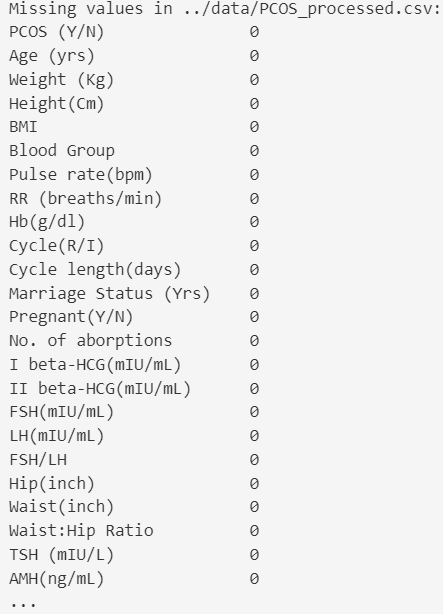 Missing values in ../data/PCOS_processed.csv:
PCOS (Y/N) 0
Age (yrs) 0
Weight (Kg) 0
Height(Cm) 0
BMI 0
Blood Group 0
Pulse rate(bpm) 0
RR (breaths/min) 0
Hb(g/dl) 0
Cycle(R/I) 0
Cycle length(days) 0
Marriage Status (Yrs) 0
Pregnant(Y/N) 0
No. of aborptions 0
I beta-HCG(mIU/mL) 0
II beta-HCG(mIU/mL) 0
FSH(mIU/mL) 0
LH(mIU/mL) 0
FSH/LH 0
Hip(inch) 0
Waist(inch) 0
Waist:Hip Ratio 0
TSH (mIU/L) 0
AMH(ng/mL) 0
...